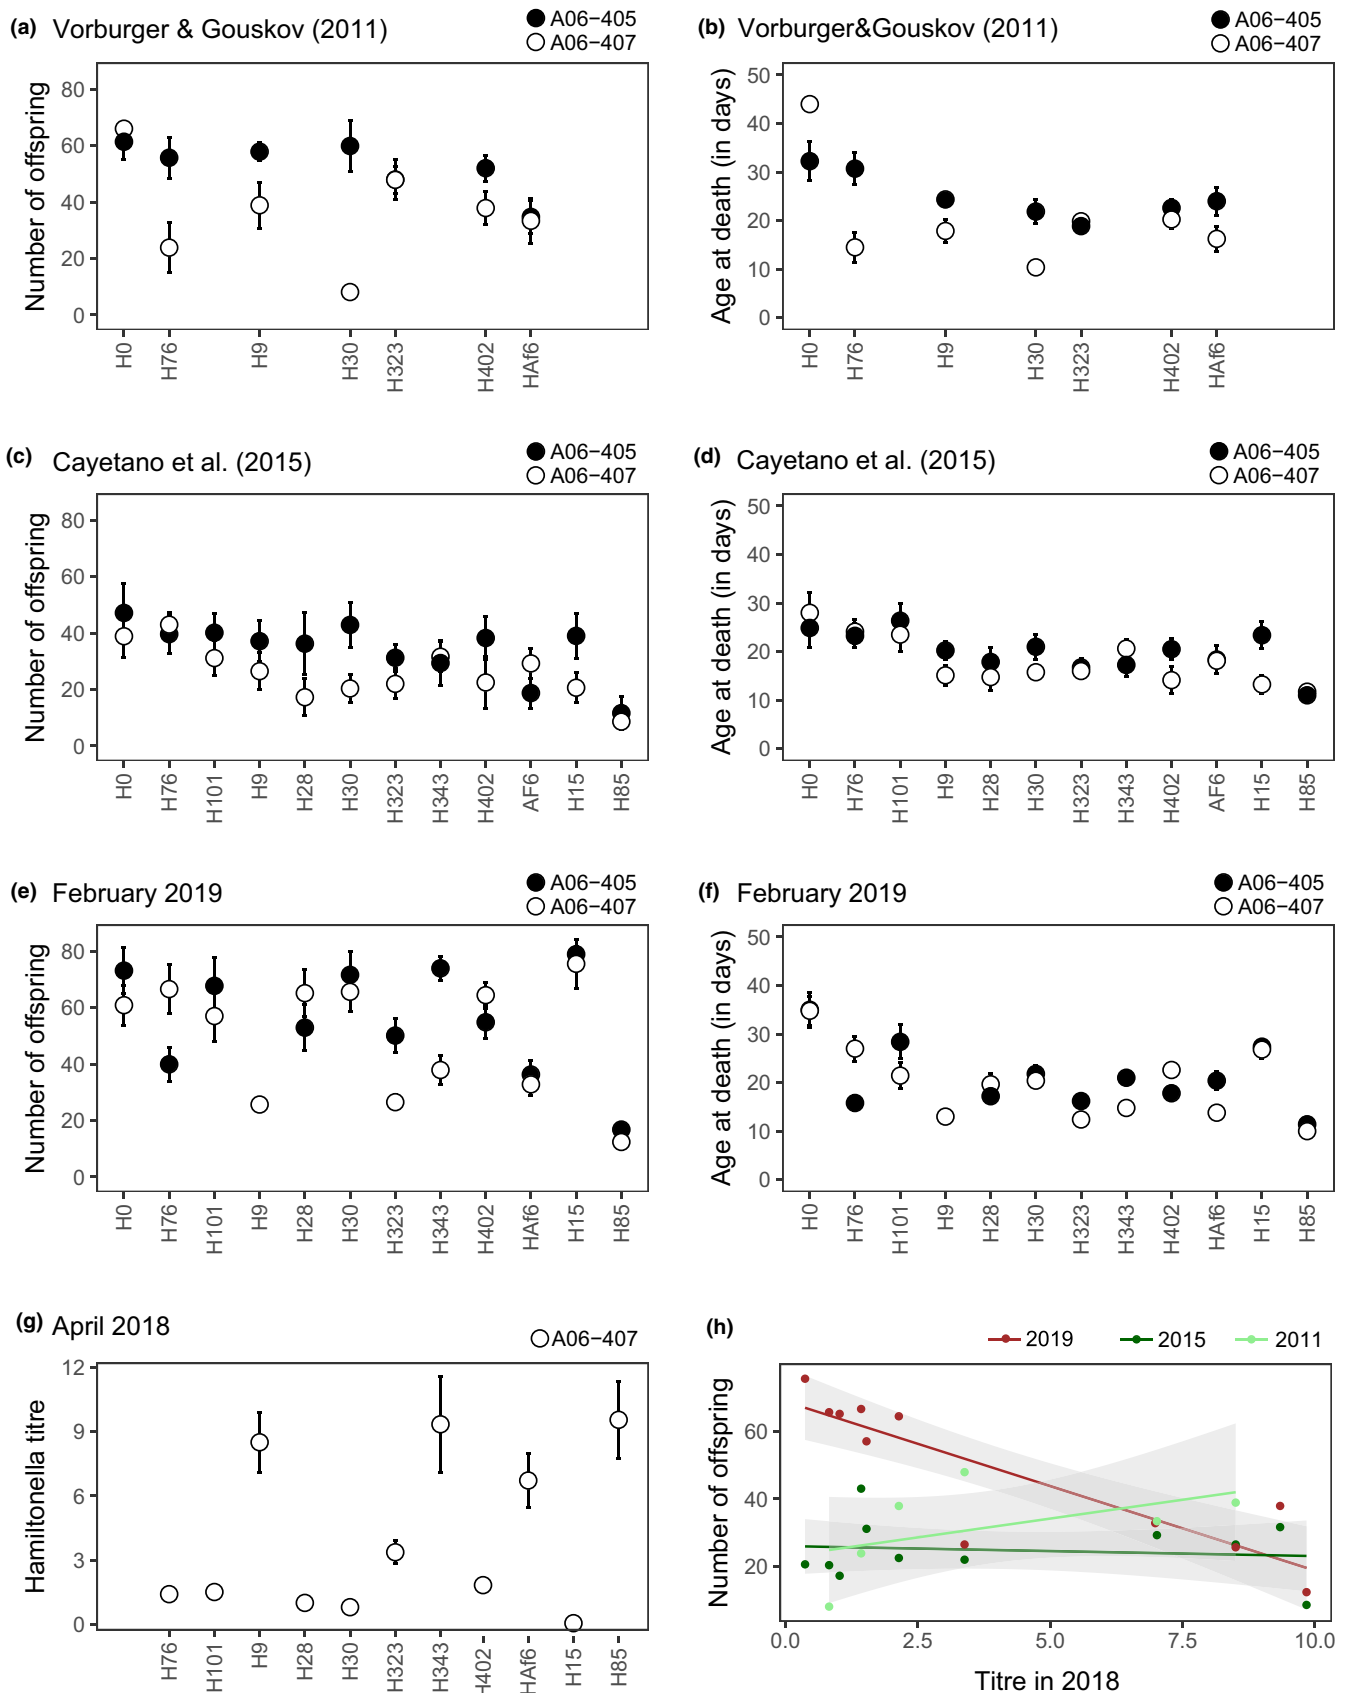 (a) Vorburger & Gouskov (2011)
A06−405
A06−407
Number of offspring
80
60
40
20
0
H0 H76 H9 H30 H323 H402 HAf6
(b) Vorburger&Gouskov (2011)
A06−405
A06−407
Age at death (in days)
50
40
30
20
10
0
H0 H76 H9 H30 H323 H402 HAf6
(c) Cayetano et al. (2015)
A06−405
A06−407
Number of offspring
80
60
40
20
0
H0 H76 H101 H9 H28 H30 H323 H343 H402 AF6 H15 H85
(d) Cayetano et al. (2015)
A06−405
A06−407
Age at death (in days)
50
40
30
20
10
0
H0 H76 H101 H9 H28 H30 H323 H343 H402 AF6 H15 H85
(e) February 2019
A06−405
A06−407
Number of offspring
80
60
40
20
0
H0 H76 H101 H9 H28 H30 H323 H343 H402 HAf6 H15 H85
(f) February 2019
A06−405
A06−407
Age at death (in days)
50
40
30
20
10
0
H0 H76 H101 H9 H28 H30 H323 H343 H402 HAf6 H15 H85
(g) April 2018
A06−407
Hamiltonella titre
12
9
6
3
0
H76 H101 H9 H28 H30 H323 H343 H402 HAf6 H15 H85
(h)
2019 2015 2011
Number of offspring
60
40
20
0.0 2.5 5.0 7.5 10.0
Titre in 2018